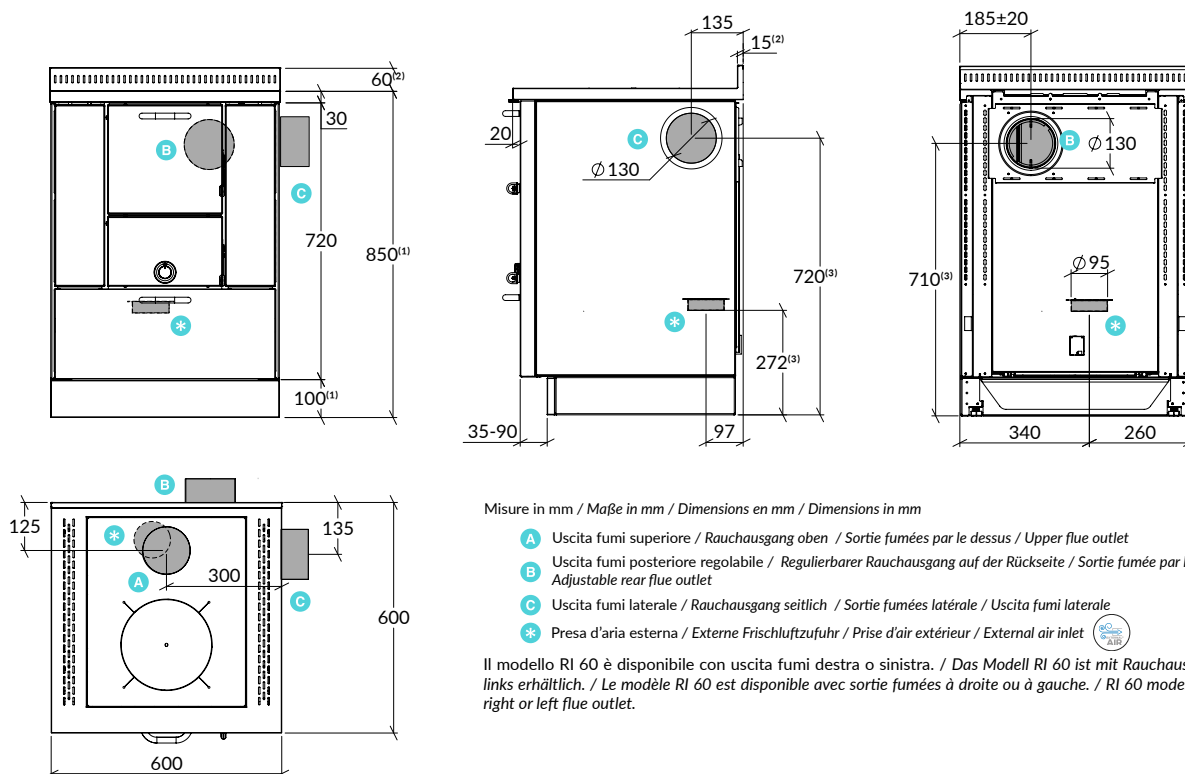 185±20
135
15⁽²⁾
60⁽²⁾
30
20
B
C
C
B
Ø 130
Ø 130
720
850⁽¹⁾
720⁽³⁾
710⁽³⁾
Ø 95
*
*
*
272⁽³⁾
100⁽¹⁾
35-90
97
340
260
B
125
135
*
A
300
C
600
600
Misure in mm / Maße in mm / Dimensions en mm / Dimensions in mm
A Uscita fumi superiore / Rauchausgang oben / Sortie fumées par le dessus / Upper flue outlet
B Uscita fumi posteriore regolabile / Regulierbarer Rauchausgang auf der Rückseite / Sortie fumée par
Adjustable rear flue outlet
C Uscita fumi laterale / Rauchausgang seitlich / Sortie fumées latérale / Uscita fumi laterale
* Presa d'aria esterna / Externe Frischluftzufuhr / Prise d'air extérieur / External air inlet
AIR
Il modello RI 60 è disponibile con uscita fumi destra o sinistra. / Das Modell RI 60 ist mit Rauchaus
links erhältlich. / Le modèle RI 60 est disponible avec sortie fumées à droite ou à gauche. / RI 60 mode
right or left flue outlet.